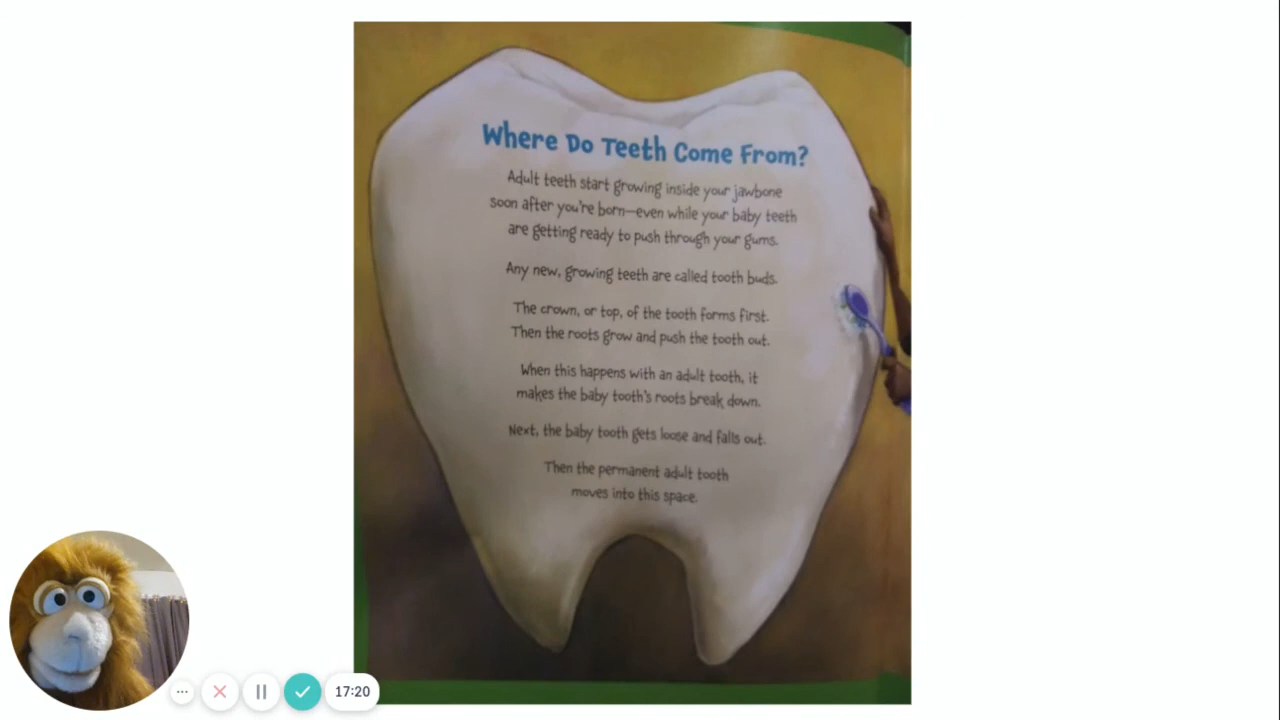 Where Do Teeth Come From?
Adult teeth start growing inside your jawbone
soon after you're born—even while your baby teeth
are getting ready to push through your gums.
Any new, growing teeth are called tooth buds.
The crown, or top, of the tooth forms first.
Then the roots grow and push the tooth out.
When this happens with an adult tooth, it
makes the baby tooth's roots break down.
Next, the baby tooth gets loose and falls out.
Then the permanent adult tooth
moves into this space.
17:20